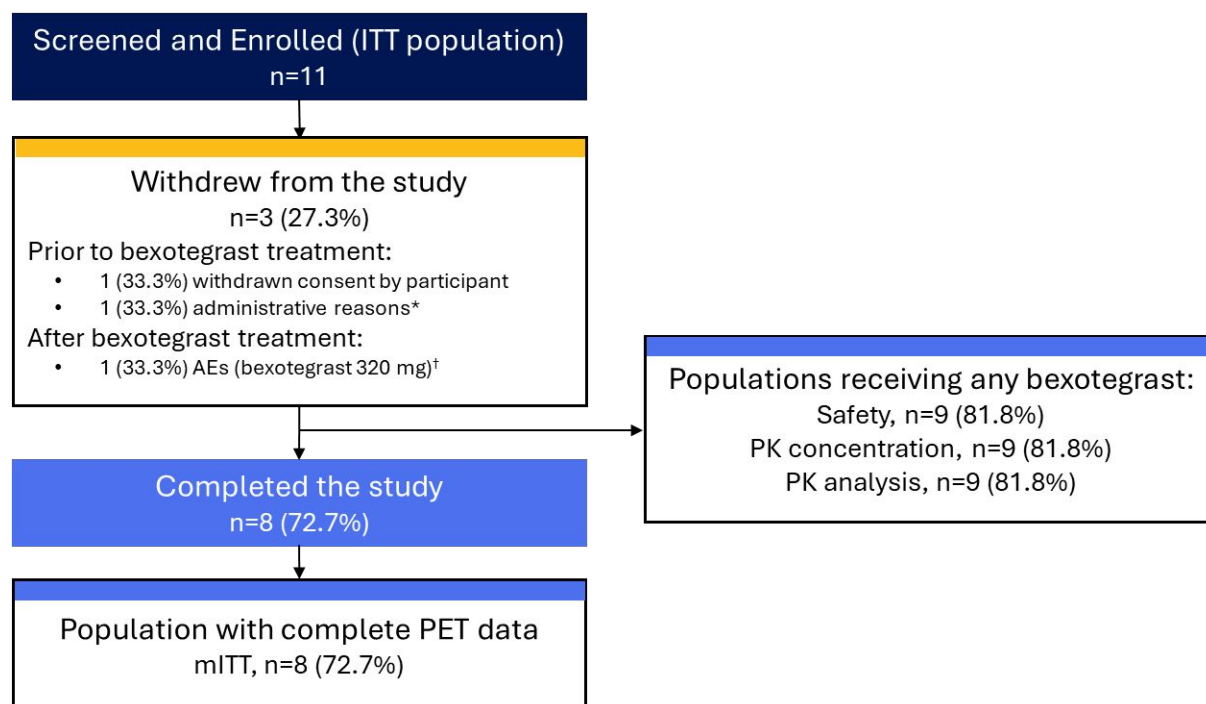 Screened and Enrolled (ITT population)
n=11
Withdrew from the study
n=3 (27.3%)
Prior to bexotegrast treatment:
• 1 (33.3%) withdrawn consent by participant
• 1 (33.3%) administrative reasons*
After bexotegrast treatment:
• 1 (33.3%) AEs (bexotegrast 320 mg)†
Populations receiving any bexotegrast:
Safety, n=9 (81.8%)
PK concentration, n=9 (81.8%)
PK analysis, n=9 (81.8%)
Completed the study
n=8 (72.7%)
Population with complete PET data
mITT, n=8 (72.7%)